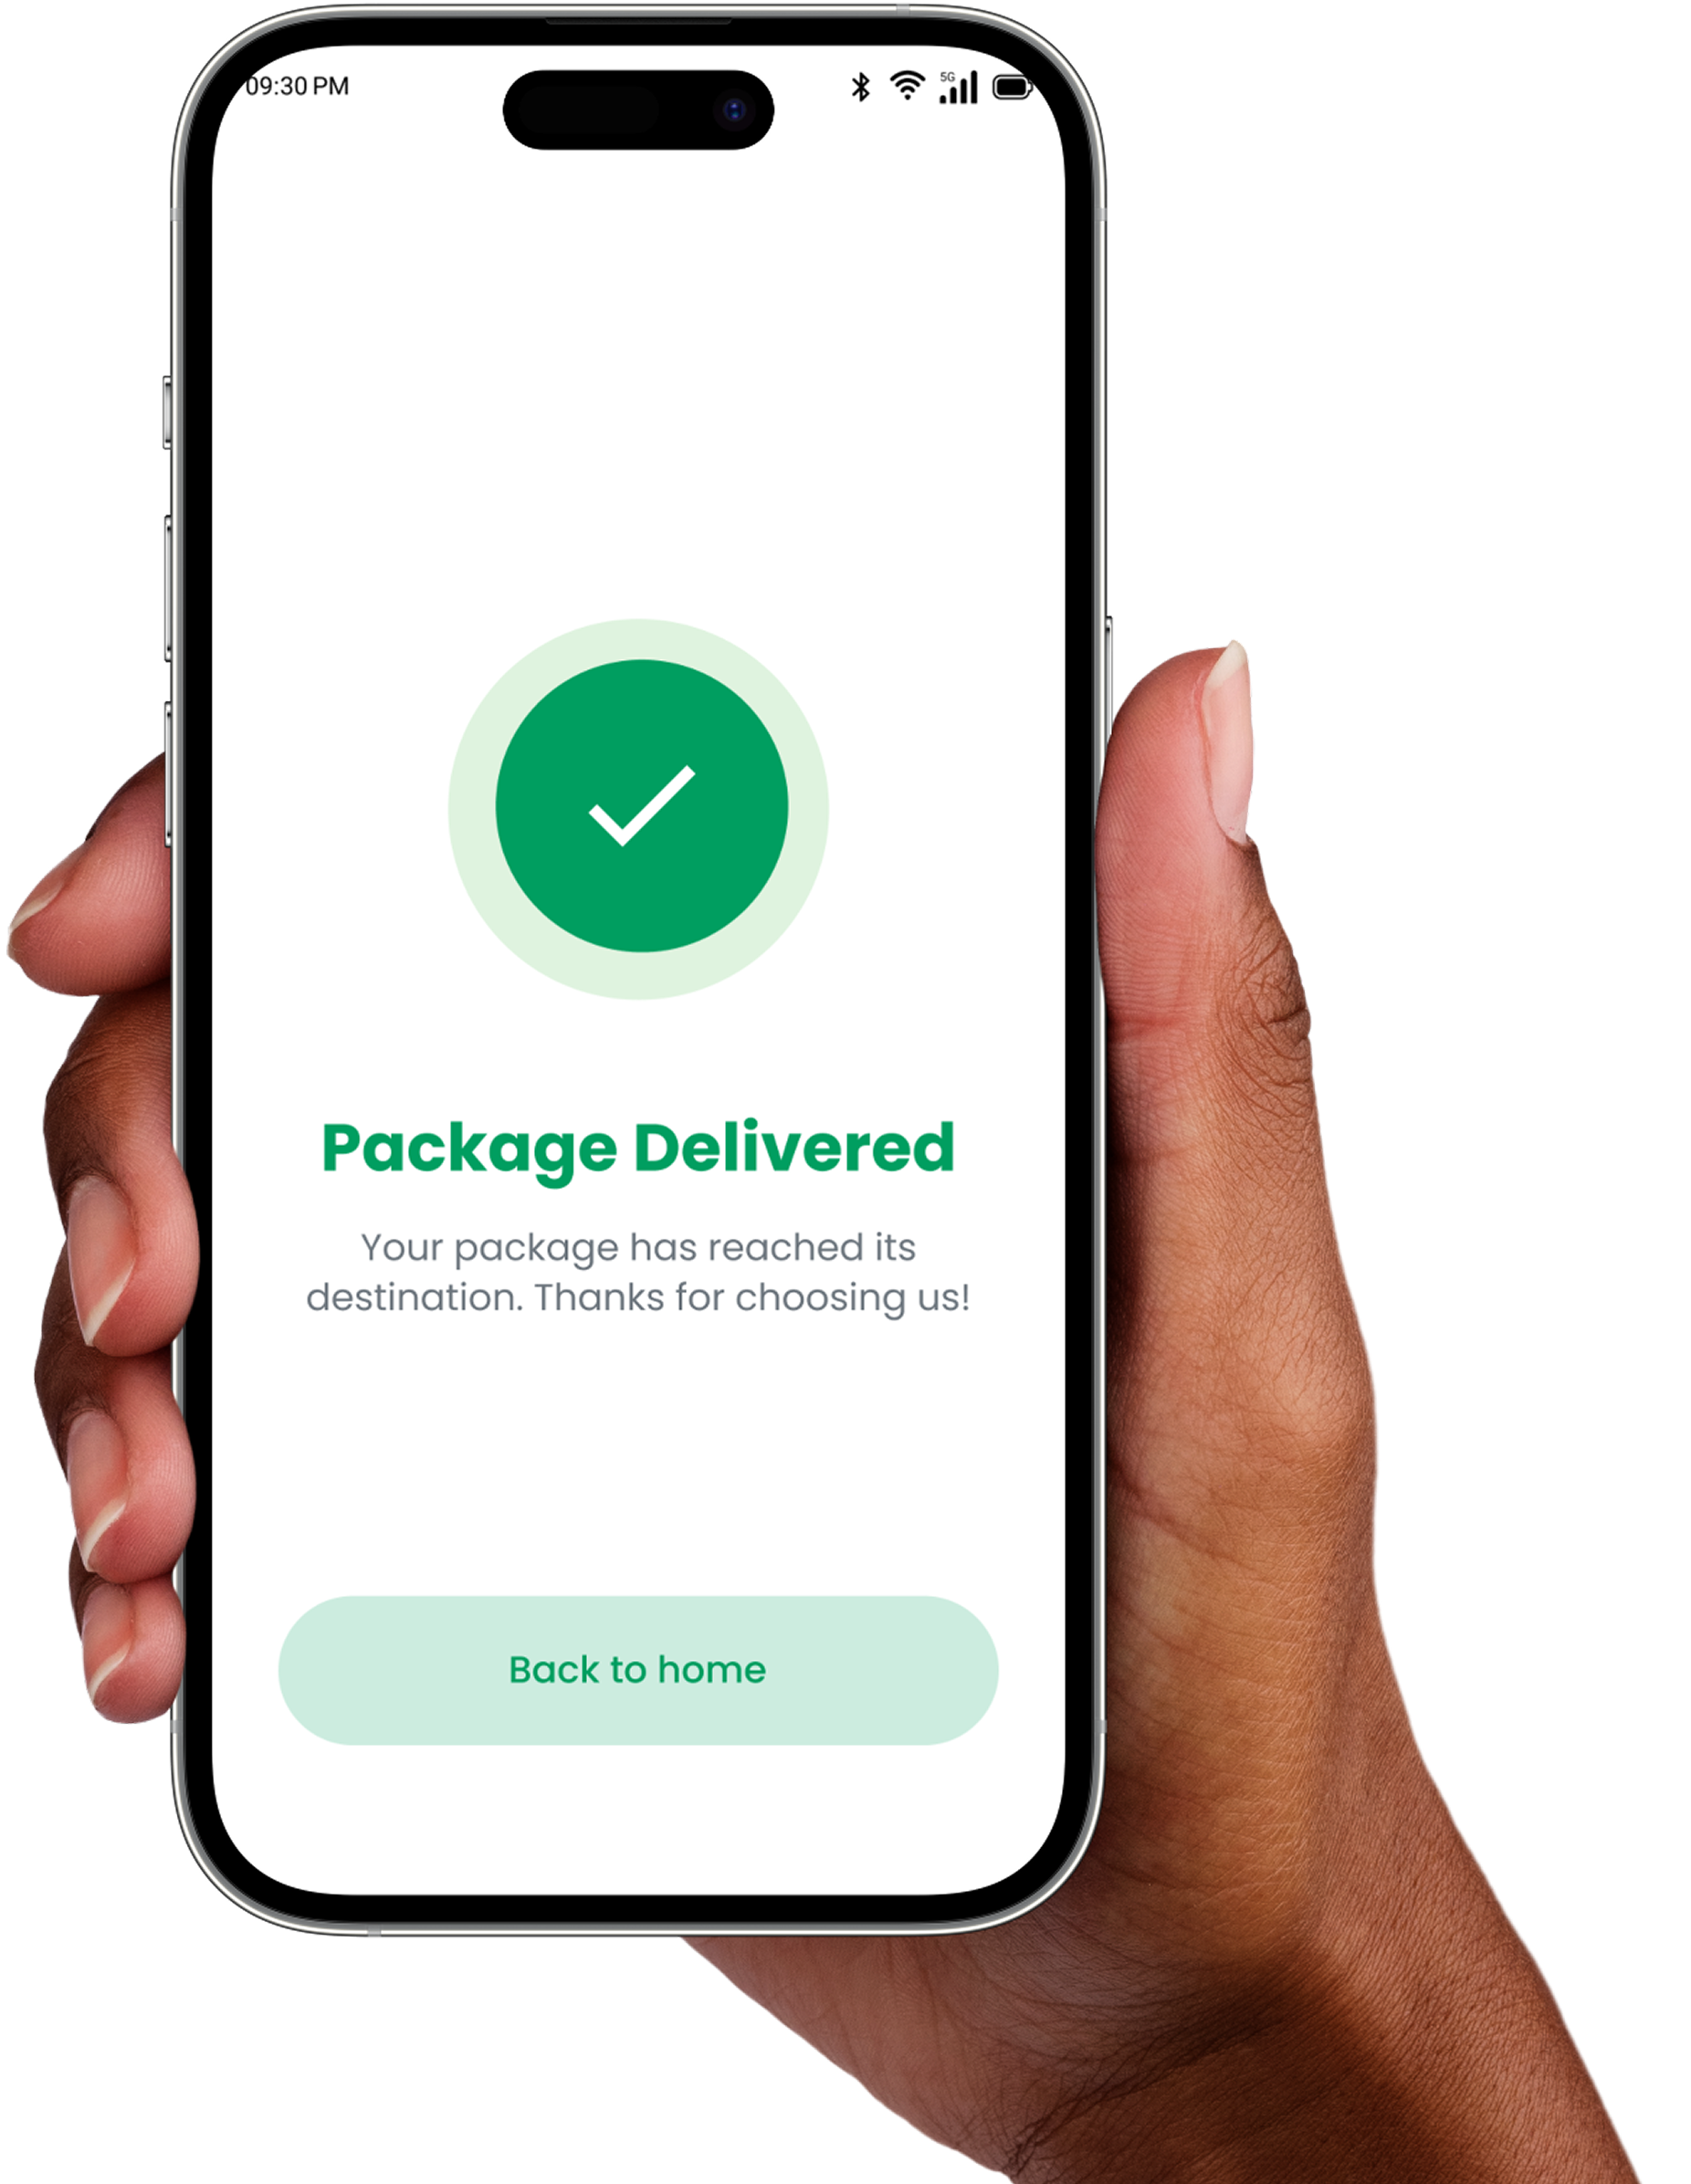 09:30 PM
5G
Package Delivered
Your package has reached its
destination. Thanks for choosing us!
Back to home